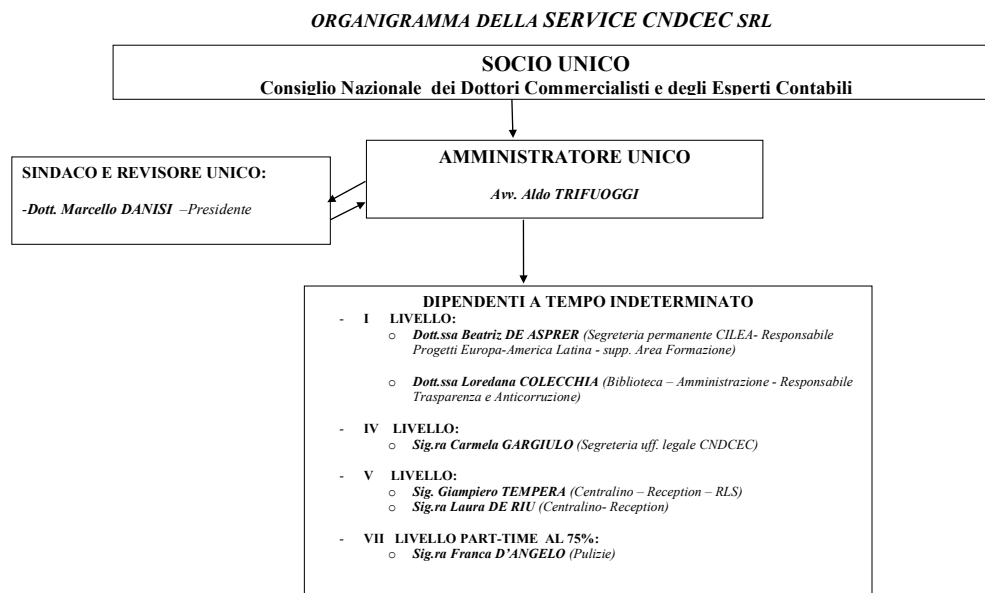 ORGANIGRAMMA DELLA SERVICE CNDCEC SRL
SOCIO UNICO
Consiglio Nazionale dei Dottori Commercialisti e degli Esperti Contabili
AMMINISTRATORE UNICO
Avv. Aldo TRIFUOGGI
SINDACO E REVISORE UNICO:
-Dott. Marcello DANISI –Presidente
DIPENDENTI A TEMPO INDETERMINATO
- I LIVELLO:
o Dott.ssa Beatriz DE ASPRER (Segreteria permanente CILEA- Responsabile
Progetti Europa-America Latina - supp. Area Formazione)
o Dott.ssa Loredana COLECCHIA (Biblioteca – Amministrazione - Responsabile
Trasparenza e Anticorruzione)
- IV LIVELLO:
o Sig.ra Carmela GARGIULO (Segreteria uff. legale CNDCEC)
- V LIVELLO:
o Sig. Giampiero TEMPERA (Centralino – Reception – RLS)
o Sig.ra Laura DE RIU (Centralino- Reception)
- VII LIVELLO PART-TIME AL 75%:
o Sig.ra Franca D’ANGELO (Pulizie)